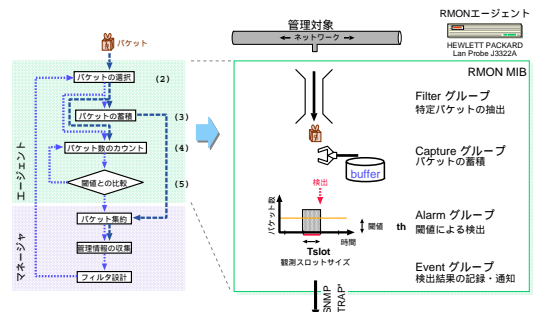 パケット
パケットの選択
(2)
パケットの蓄積
(3)
パケット数のカウント
(4)
閾値との比較
(5)
エージェント
パケット集約
管理情報の収集
フィルタ設計
マネージャ
管理対象
ネットワーク
RMONエージェント
HEWLETT PACKARD
Lan Probe J3322A
RMON MIB
Filter グループ
特定パケットの抽出
Capture グループ
パケットの蓄積
buffer
検出
パケット数
閾値 th
時間
Tslot
観測スロットサイズ
Alarm グループ
閾値による検出
Event グループ
検出結果の記録・通知
SNMP
TRAP*